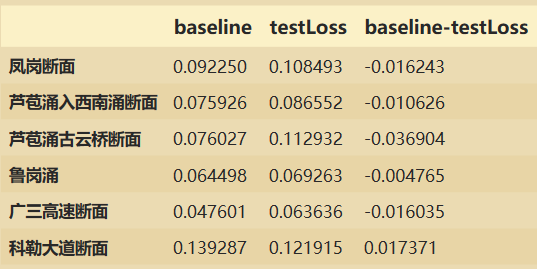 baseline testLoss baseline-testLoss
凤岗断面 0.092250 0.108493 -0.016243
芦苞涌入西南涌断面 0.075926 0.086552 -0.010626
芦苞涌古云桥断面 0.076027 0.112932 -0.036904
鲁岗涌 0.064498 0.069263 -0.004765
广三高速断面 0.047601 0.063636 -0.016035
科勒大道断面 0.139287 0.121915 0.017371